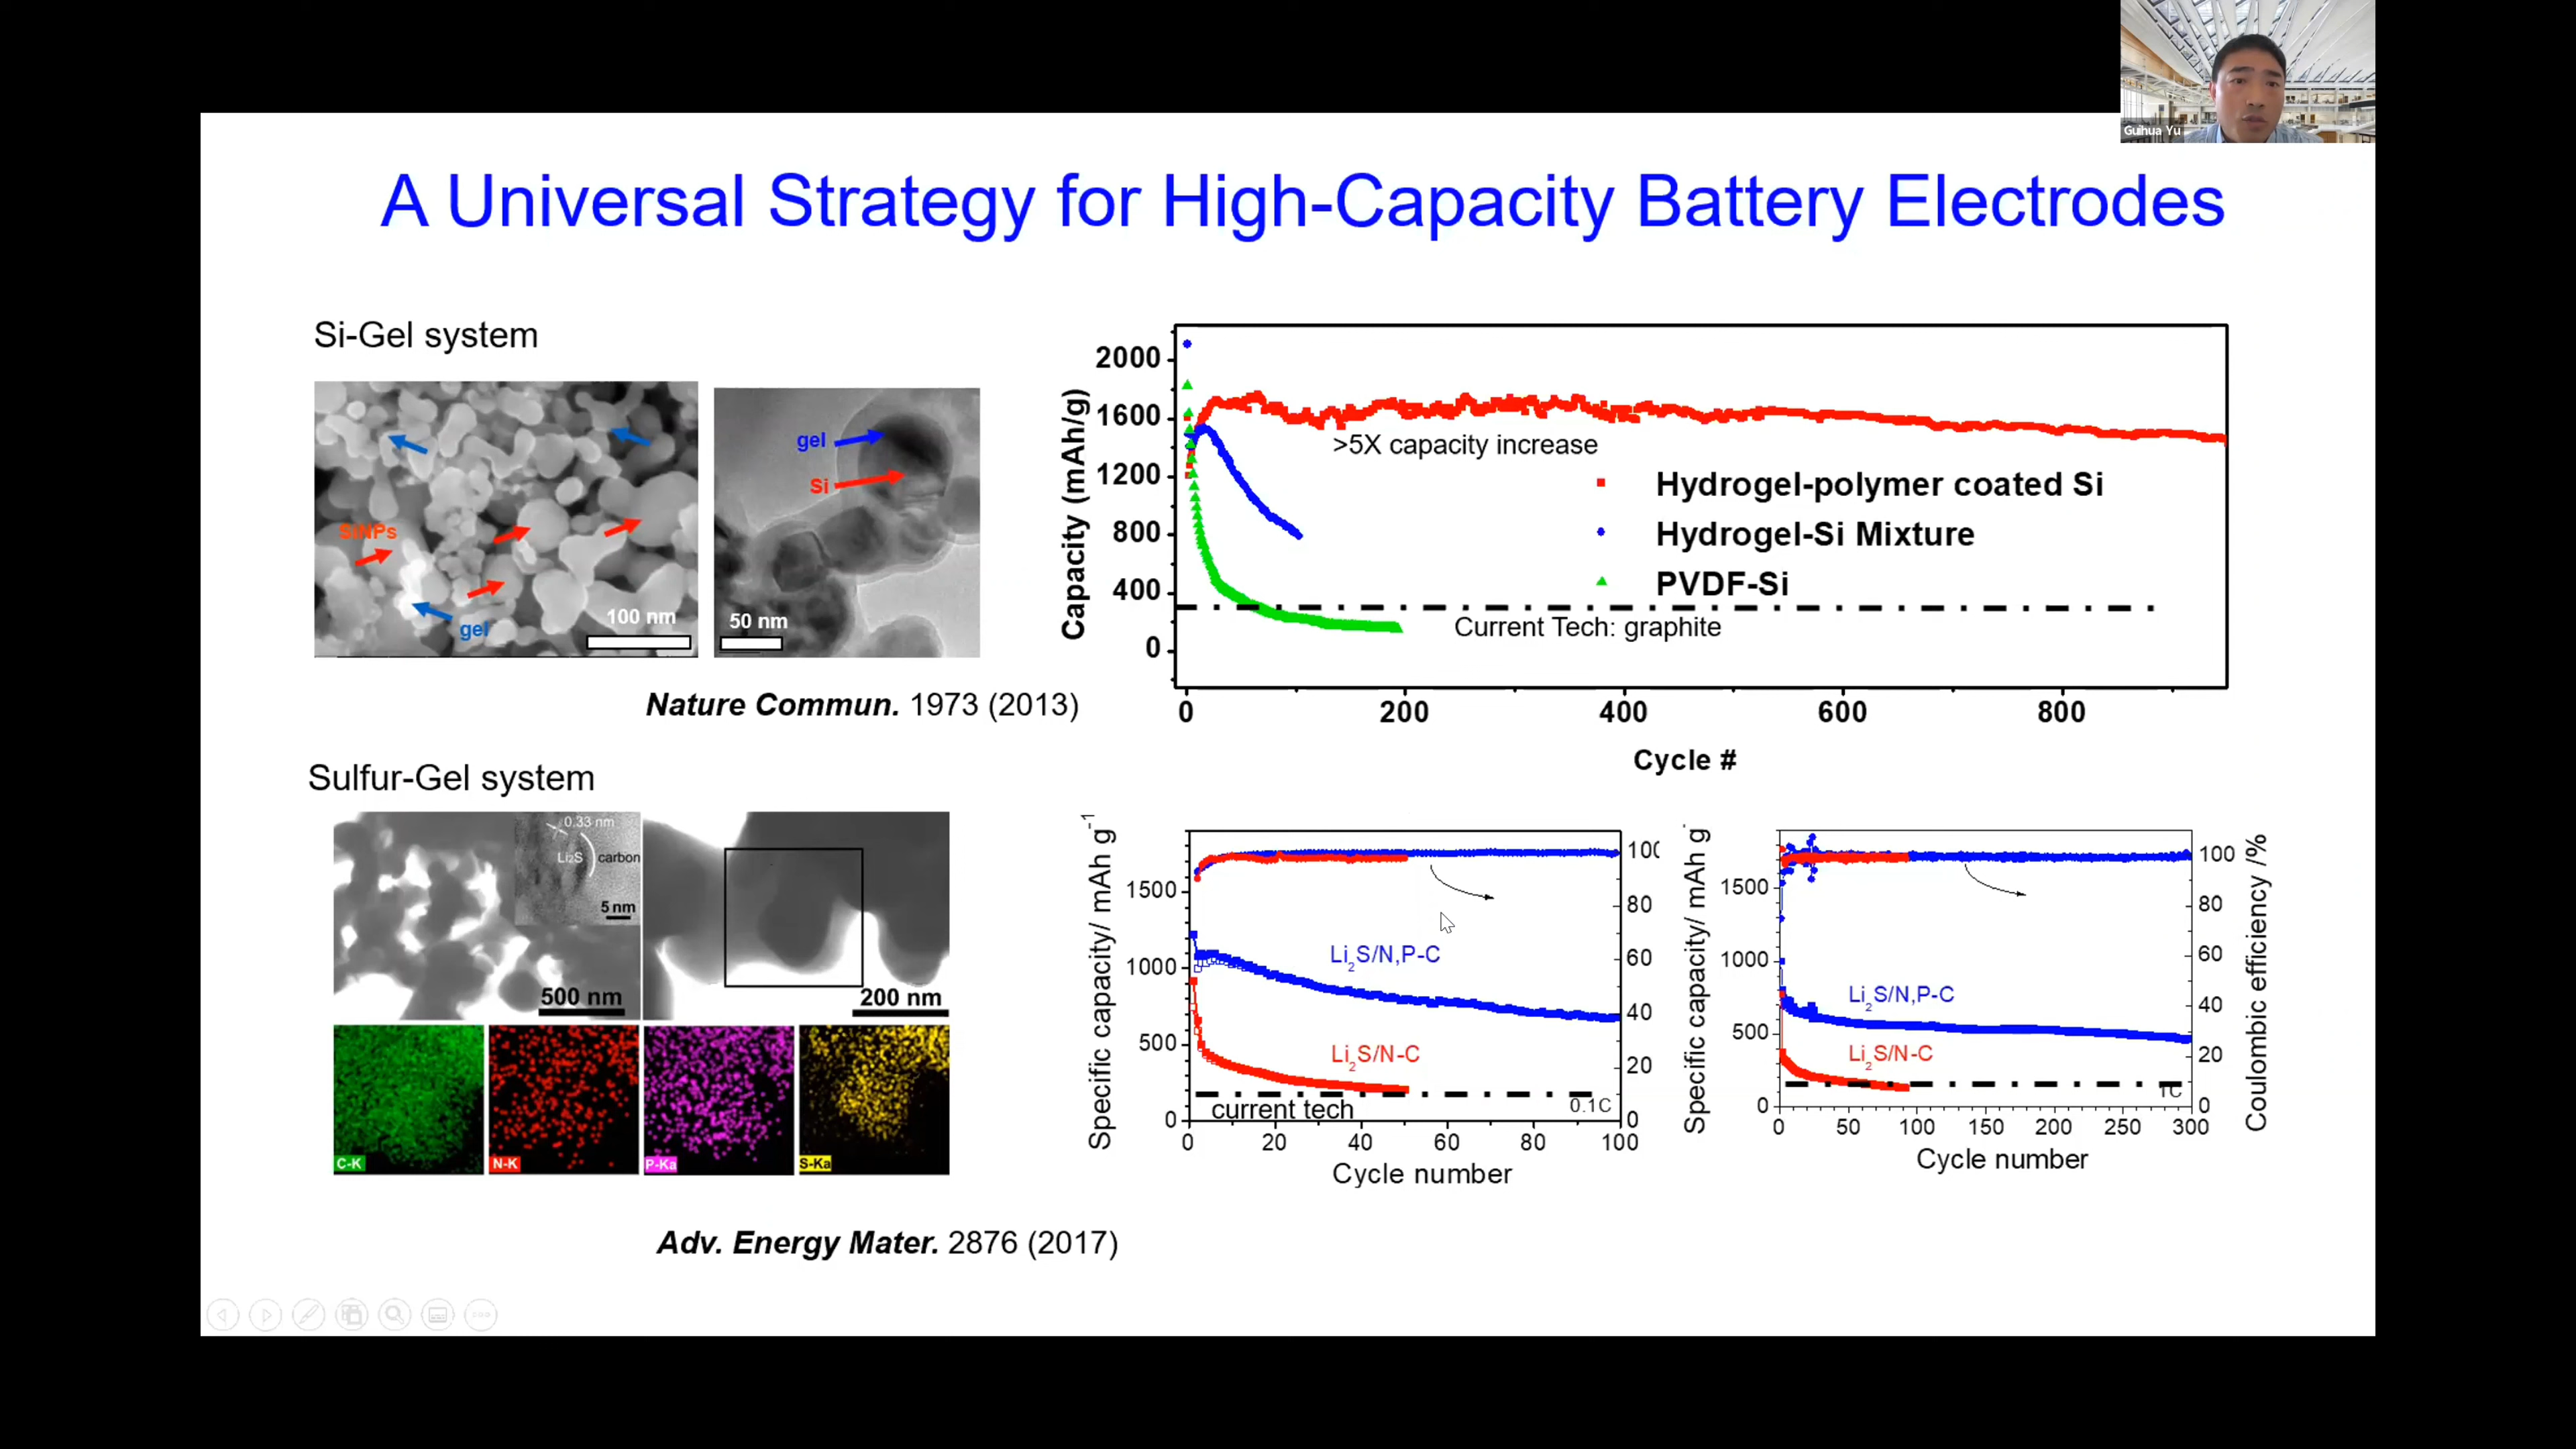 Guihua Yu
A Universal Strategy for High-Capacity Battery Electrodes
Si-Gel system
SiNPs
gel
100 nm
gel
Si
50 nm
Nature Commun. 1973 (2013)
Capacity (mAh/g)
2000
1600
1200
800
400
0
>5X capacity increase
Hydrogel-polymer coated Si
Hydrogel-Si Mixture
PVDF-Si
Current Tech: graphite
0 200 400 600 800
Cycle #
Sulfur-Gel system
0.33 nm
Li2S carbon
5 nm
500 nm
200 nm
C-K
N-K
P-Ka
S-Ka
Adv. Energy Mater. 2876 (2017)
Specific capacity/ mAh g-1
1500
1000
500
0
Li2S/N,P-C
Li2S/N-C
current tech
0.1C
80
60
40
20
0
0 20 40 60 80 100
Cycle number
Specific capacity/ mAh g
1500
1000
500
0
Li2S/N,P-C
Li2S/N-C
1C
100
80
60
40
20
0
Coulombic efficiency /%
0 50 100 150 200 250 300
Cycle number